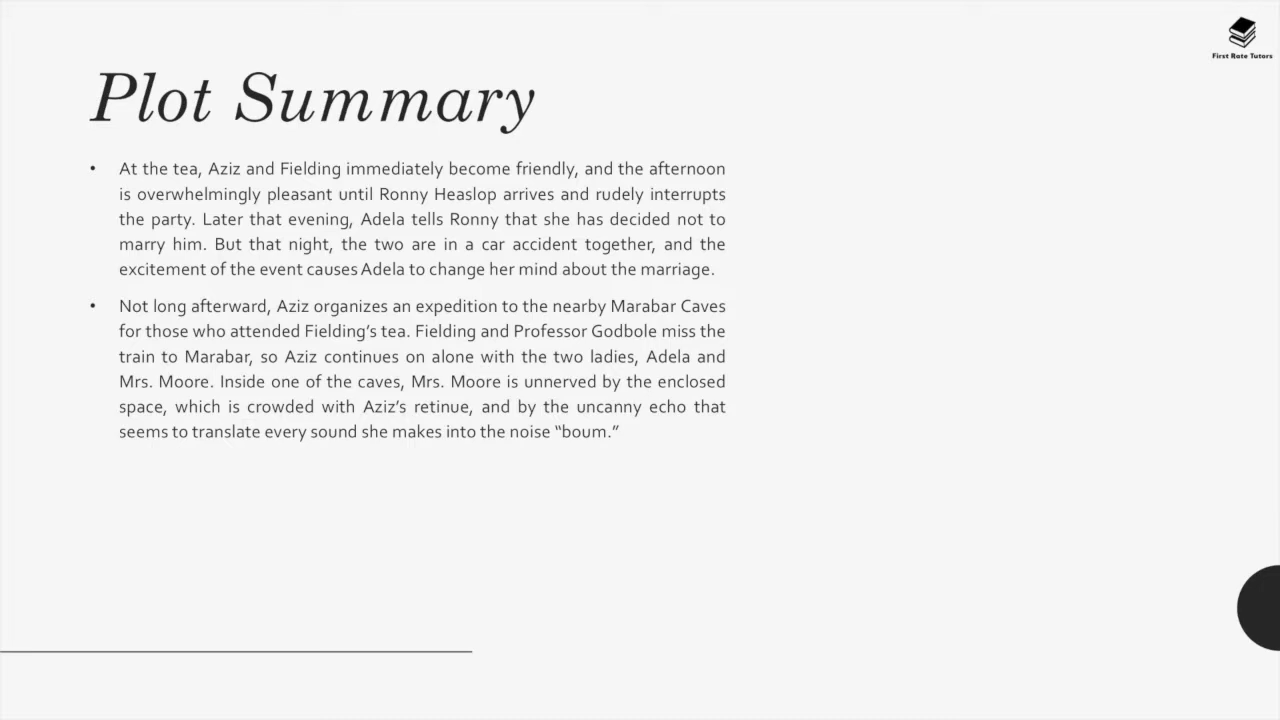 First Rate Tutors
Plot Summary
• At the tea, Aziz and Fielding immediately become friendly, and the afternoon
is overwhelmingly pleasant until Ronny Heaslop arrives and rudely interrupts
the party. Later that evening, Adela tells Ronny that she has decided not to
marry him. But that night, the two are in a car accident together, and the
excitement of the event causes Adela to change her mind about the marriage.
• Not long afterward, Aziz organizes an expedition to the nearby Marabar Caves
for those who attended Fielding’s tea. Fielding and Professor Godbole miss the
train to Marabar, so Aziz continues on alone with the two ladies, Adela and
Mrs. Moore. Inside one of the caves, Mrs. Moore is unnerved by the enclosed
space, which is crowded with Aziz’s retinue, and by the uncanny echo that
seems to translate every sound she makes into the noise “boum.”